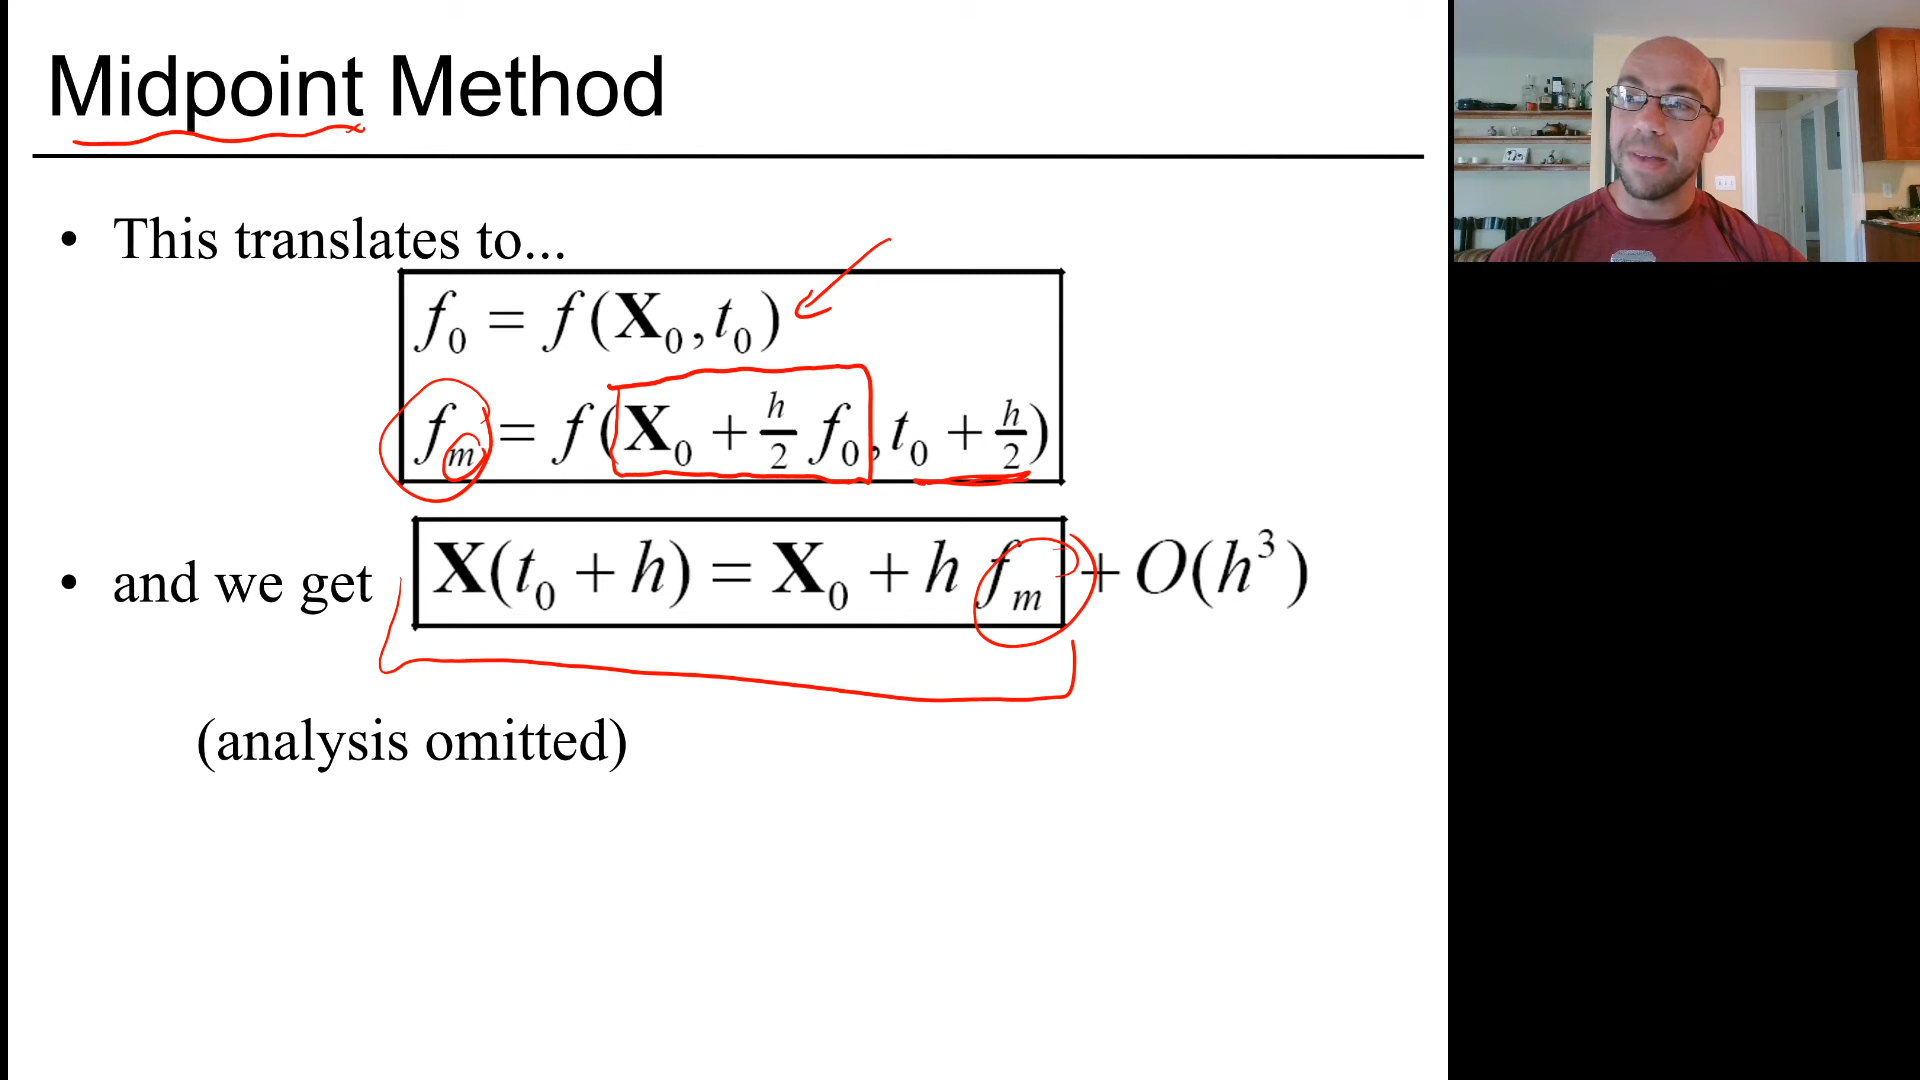 Midpoint Method
• This translates to...
f₀ = f(X₀, t₀)
fₘ = f(X₀ + h/2 f₀, t₀ + h/2)
• and we get X(t₀ + h) = X₀ + h fₘ + O(h³)
(analysis omitted)